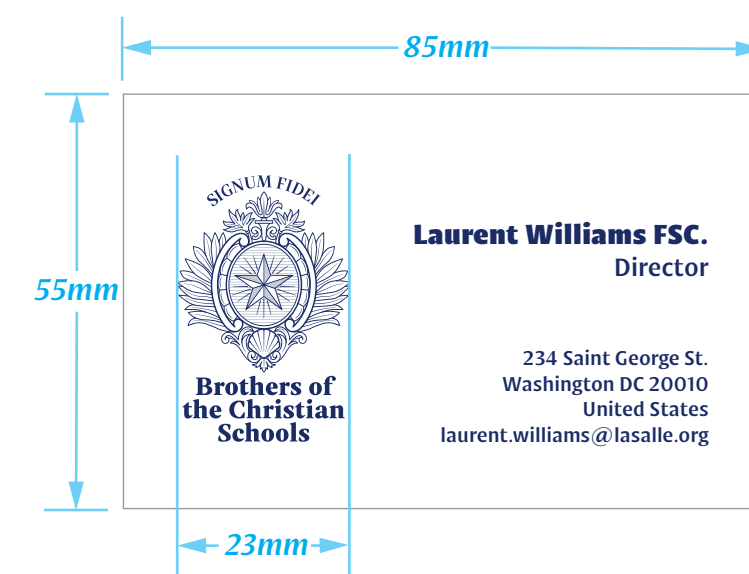 85mm
55mm
SIGNUM FIDEI
Brothers of
the Christian
Schools
Laurent Williams FSC.
Director
234 Saint George St.
Washington DC 20010
United States
laurent.williams@lasalle.org
23mm